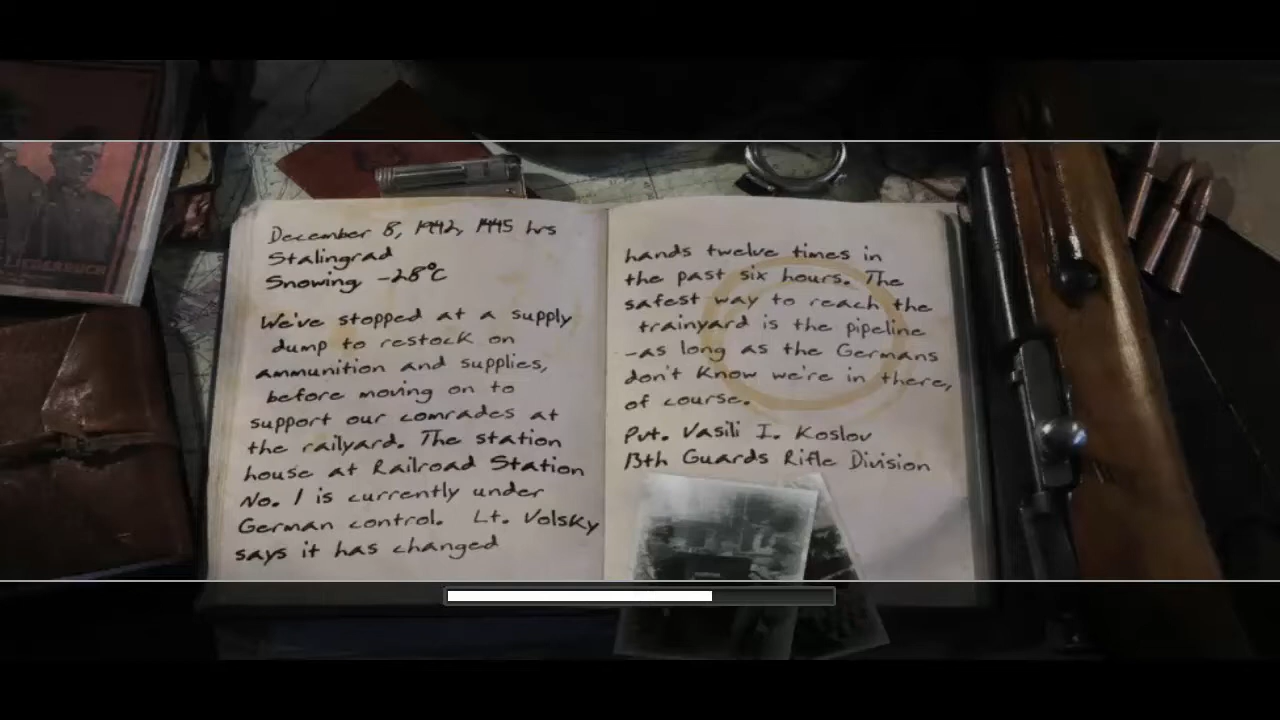 December 8, 1942, 1445 hrs
Stalingrad
Snowing, -28°C
We've stopped at a supply
dump to restock on
ammunition and supplies,
before moving on to
support our comrades at
the railyard. The station
house at Railroad Station
No. 1 is currently under
German control. Lt. Volsky
says it has changed
hands twelve times in
the past six hours. The
safest way to reach the
trainyard is the pipeline
-as long as the Germans
don't know we're in there,
of course.
Pvt. Vasili I. Koslov
13th Guards Rifle Division